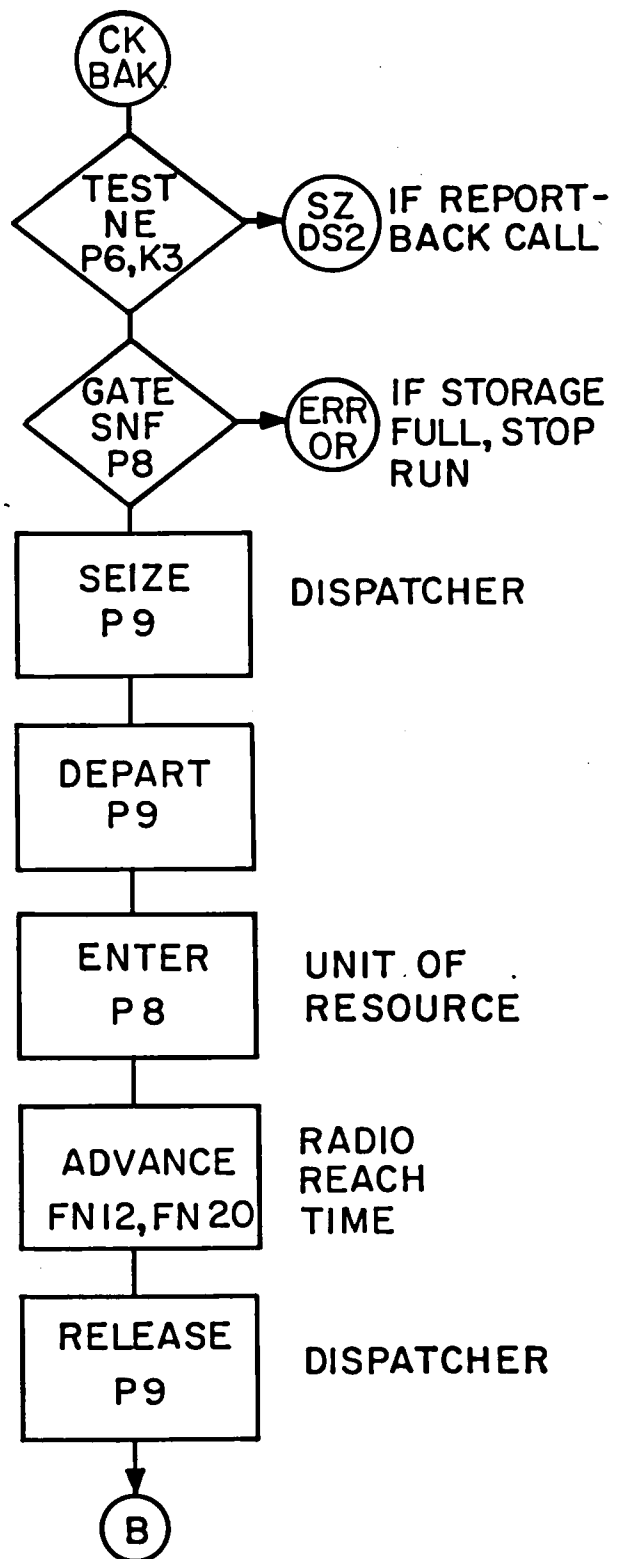 CK
BAK
TEST
NE
P6,K3
SZ
DS2
IF REPORT-
BACK CALL
GATE
SNF
P8
ERR
OR
IF STORAGE
FULL, STOP
RUN
SEIZE
P9
DISPATCHER
DEPART
P9
ENTER
P8
UNIT OF
RESOURCE
ADVANCE
FN12, FN20
RADIO
REACH
TIME
RELEASE
P9
DISPATCHER
B